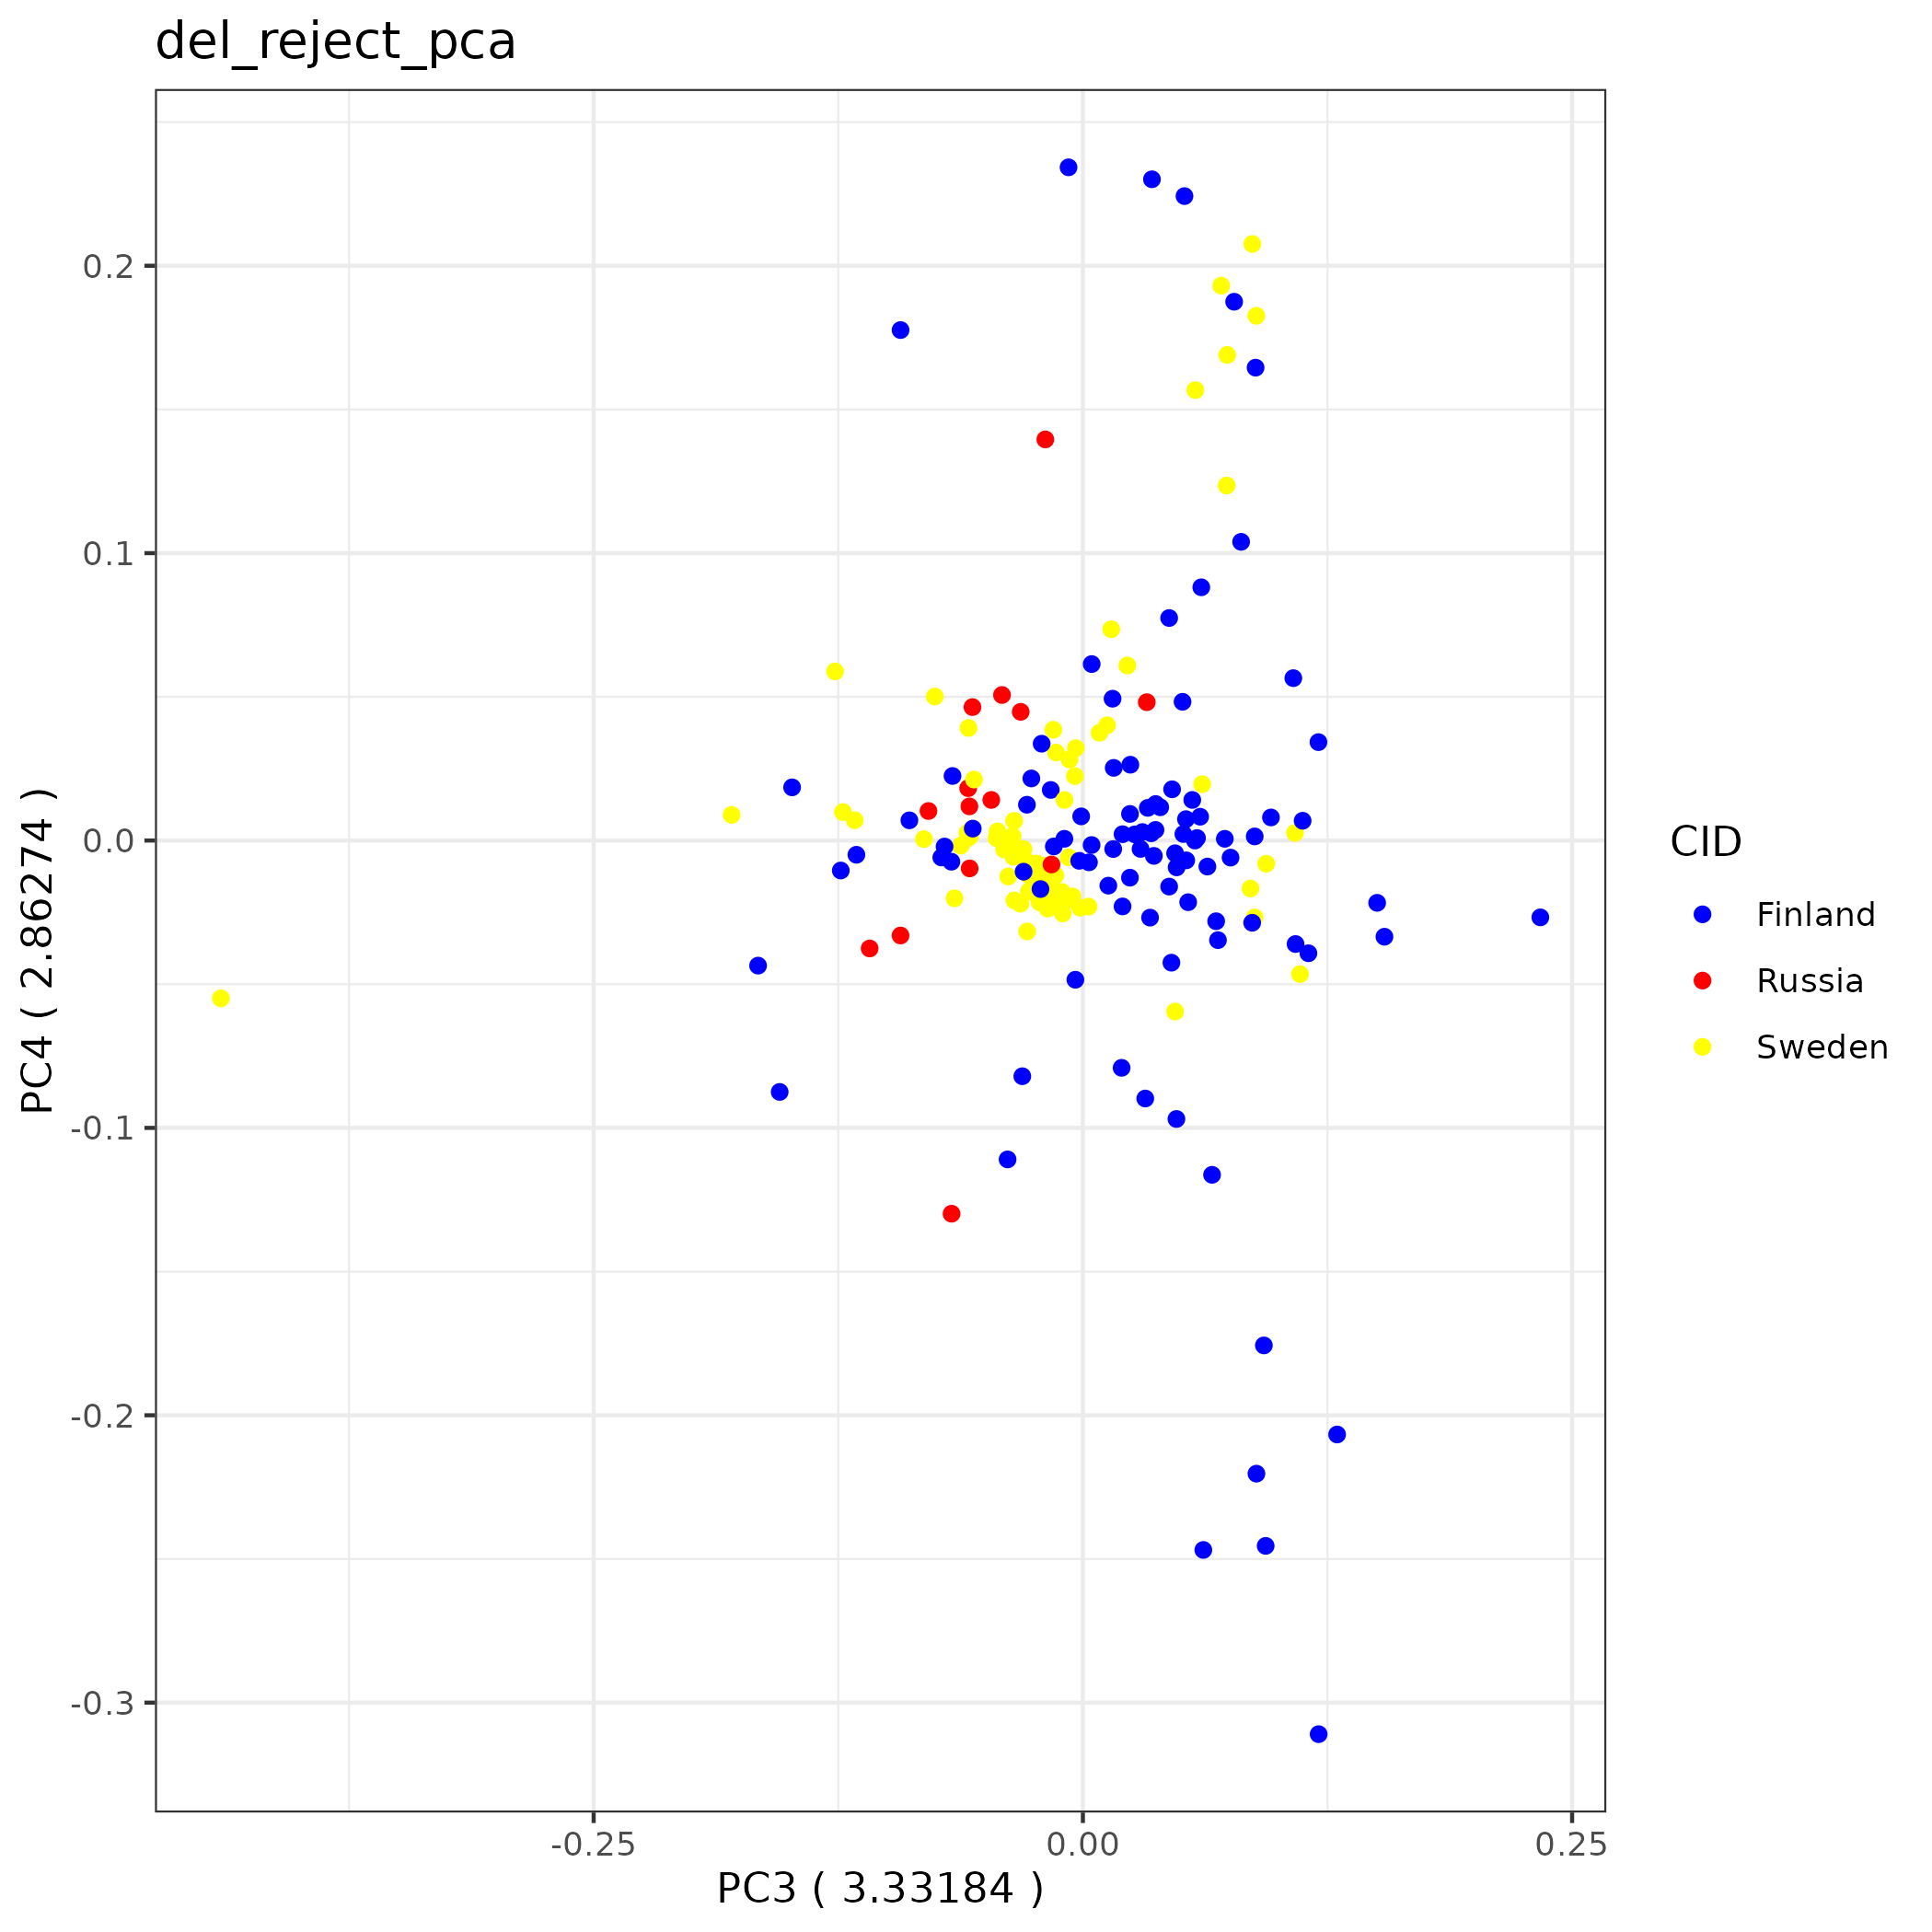 del_reject_pca
0.2
0.1
0.0
-0.1
-0.2
-0.3
PC4 ( 2.86274 )
-0.25
0.00
0.25
PC3 ( 3.33184 )
CID
Finland
Russia
Sweden